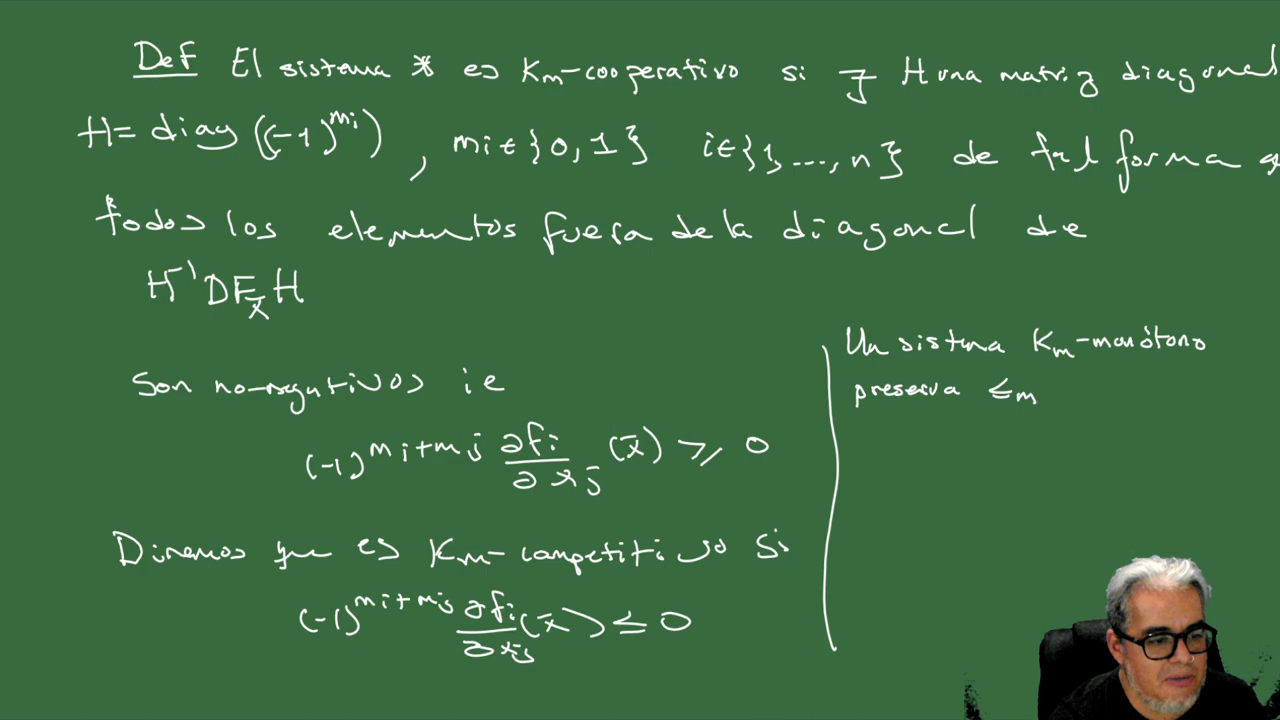 Def El sistema * es Km-cooperativo si ∃ H una matriz diagonal
H = diag ((-1)^{mi}) , mi ∈ {0, 1} i ∈ {1, ..., n} de tal forma q
todos los elementos fuera de la diagonal de
H⁻¹DF_x̄ H
Son no-negativos ie
(-1)^{mi+mj} ∂fi/∂xj (x̄) ≥ 0
Diremos que es Km-competitivo si
(-1)^{mi+mj} ∂fi/∂xj (x̄) ≤ 0
Un sistema Km-monótono
preserva ≤m